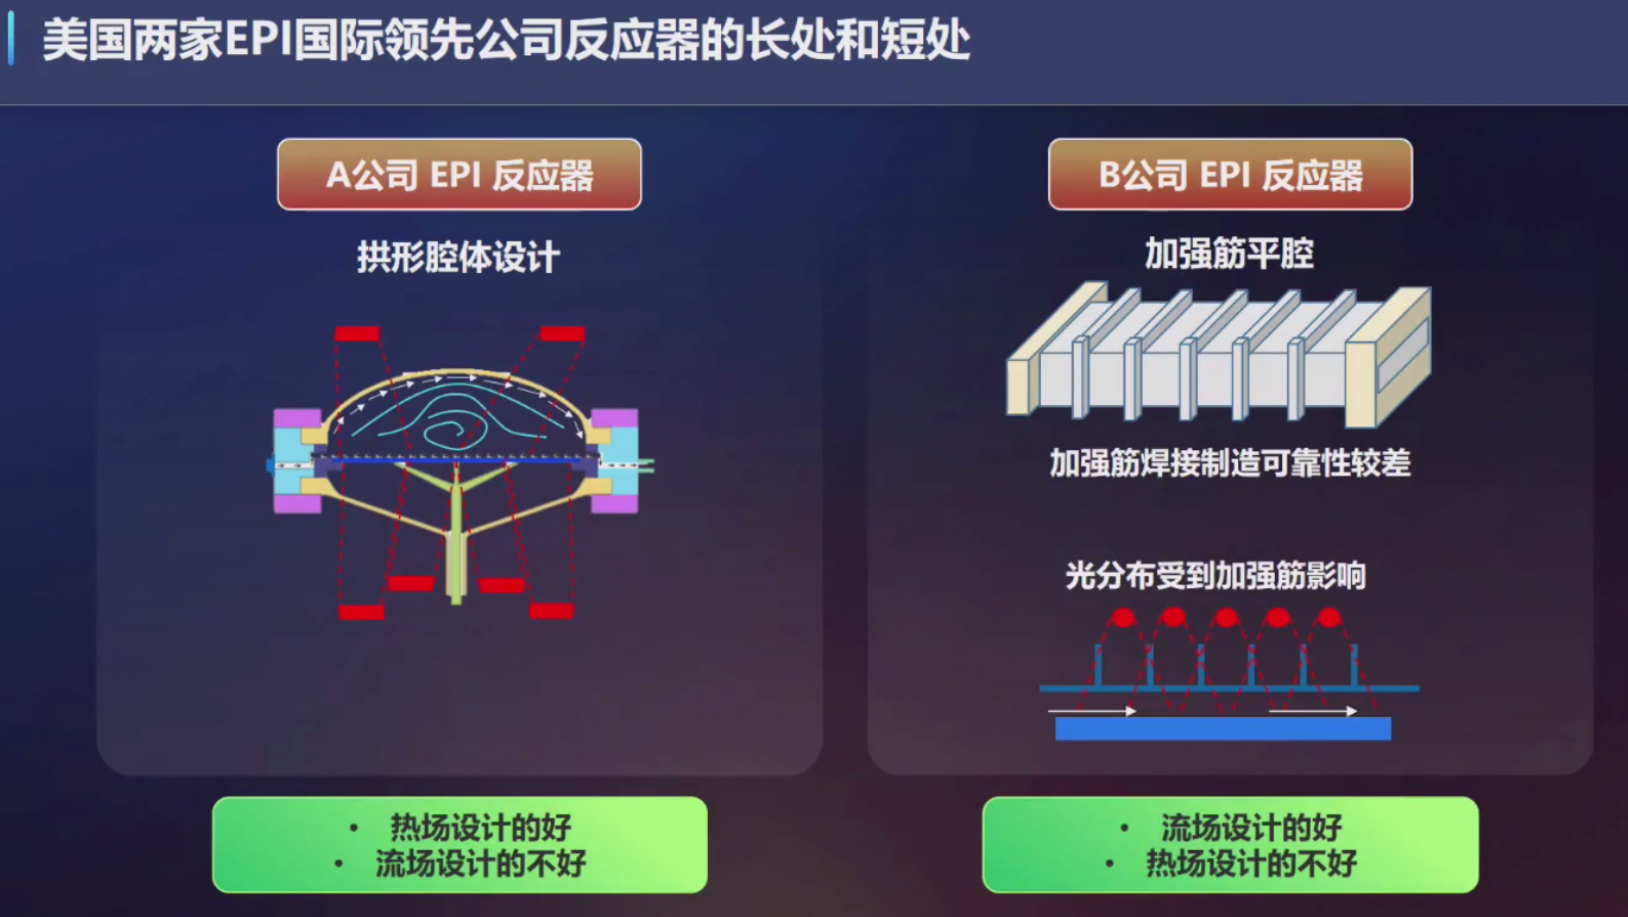 美国两家EPI国际领先公司反应器的长处和短处
A公司 EPI 反应器
拱形腔体设计
• 热场设计的好
• 流场设计的不好
B公司 EPI 反应器
加强筋平腔
加强筋焊接制造可靠性较差
光分布受到加强筋影响
• 流场设计的好
• 热场设计的不好